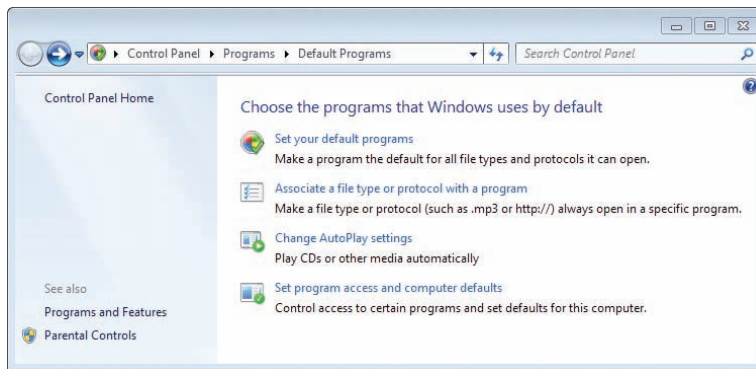 Control Panel Programs Default Programs Search Control Panel
Control Panel Home
Choose the programs that Windows uses by default
Set your default programs
Make a program the default for all file types and protocols it can open.
Associate a file type or protocol with a program
Make a file type or protocol (such as .mp3 or http://) always open in a specific program.
Change AutoPlay settings
Play CDs or other media automatically
Set program access and computer defaults
Control access to certain programs and set defaults for this computer.
See also
Programs and Features
Parental Controls